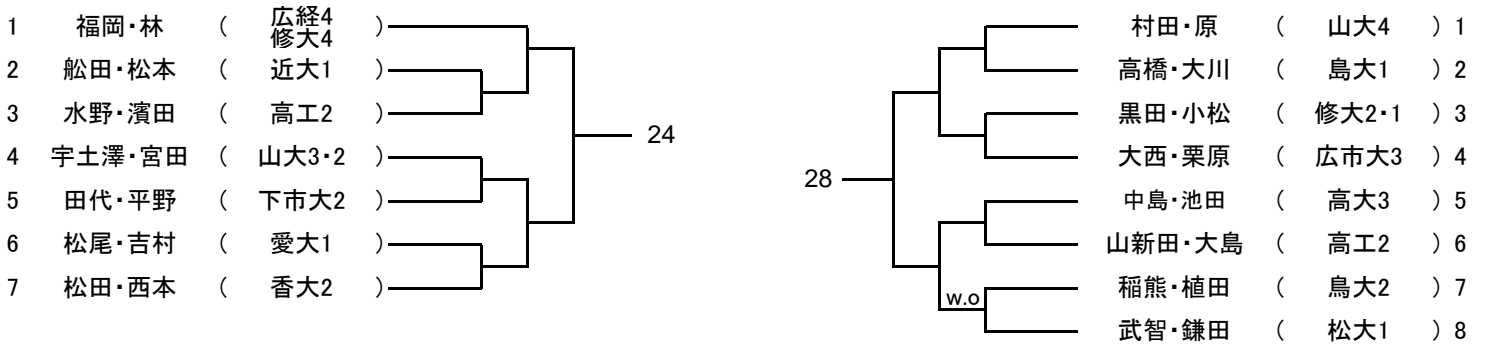 1 福岡・林 ( 広経4 修大4 )
2 舩田・松本 ( 近大1 )
3 水野・濱田 ( 高工2 )
4 宇土澤・宮田 ( 山大3・2 )
5 田代・平野 ( 下市大2 )
6 松尾・吉村 ( 愛大1 )
7 松田・西本 ( 香大2 )
24
村田・原 ( 山大4 ) 1
高橋・大川 ( 島大1 ) 2
黒田・小松 ( 修大2・1 ) 3
大西・栗原 ( 広市大3 ) 4
28
中島・池田 ( 高大3 ) 5
山新田・大島 ( 高工2 ) 6
稲熊・植田 ( 鳥大2 ) 7
w.o
武智・鎌田 ( 松大1 ) 8